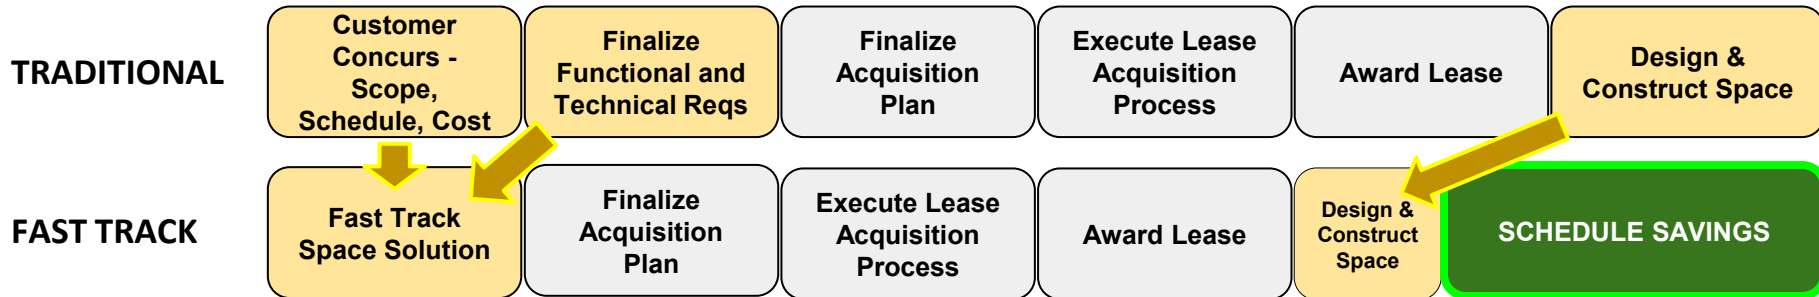 TRADITIONAL
Customer
Concurs -
Scope,
Schedule, Cost
Finalize
Functional and
Technical Reqs
Finalize
Acquisition
Plan
Execute Lease
Acquisition
Process
Award Lease
Design &
Construct Space
FAST TRACK
Fast Track
Space Solution
Finalize
Acquisition
Plan
Execute Lease
Acquisition
Process
Award Lease
Design &
Construct
Space
SCHEDULE SAVINGS